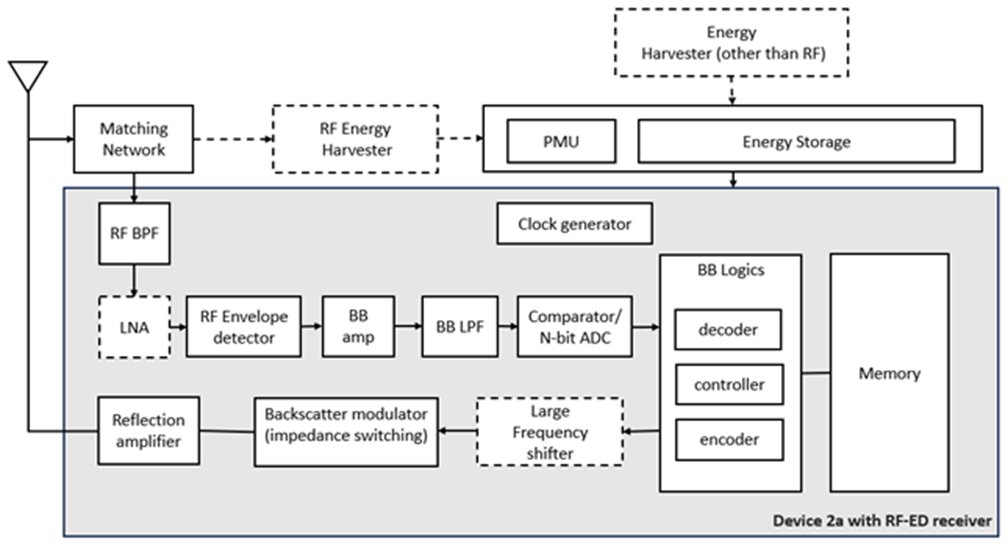 Energy
Harvester (other than RF)
Matching
Network
RF Energy
Harvester
PMU
Energy Storage
RF BPF
Clock generator
BB Logics
LNA
RF Envelope
detector
BB
amp
BB LPF
Comparator/
N-bit ADC
decoder
controller
encoder
Memory
Reflection
amplifier
Backscatter modulator
(impedance switching)
Large
Frequency
shifter
Device 2a with RF-ED receiver